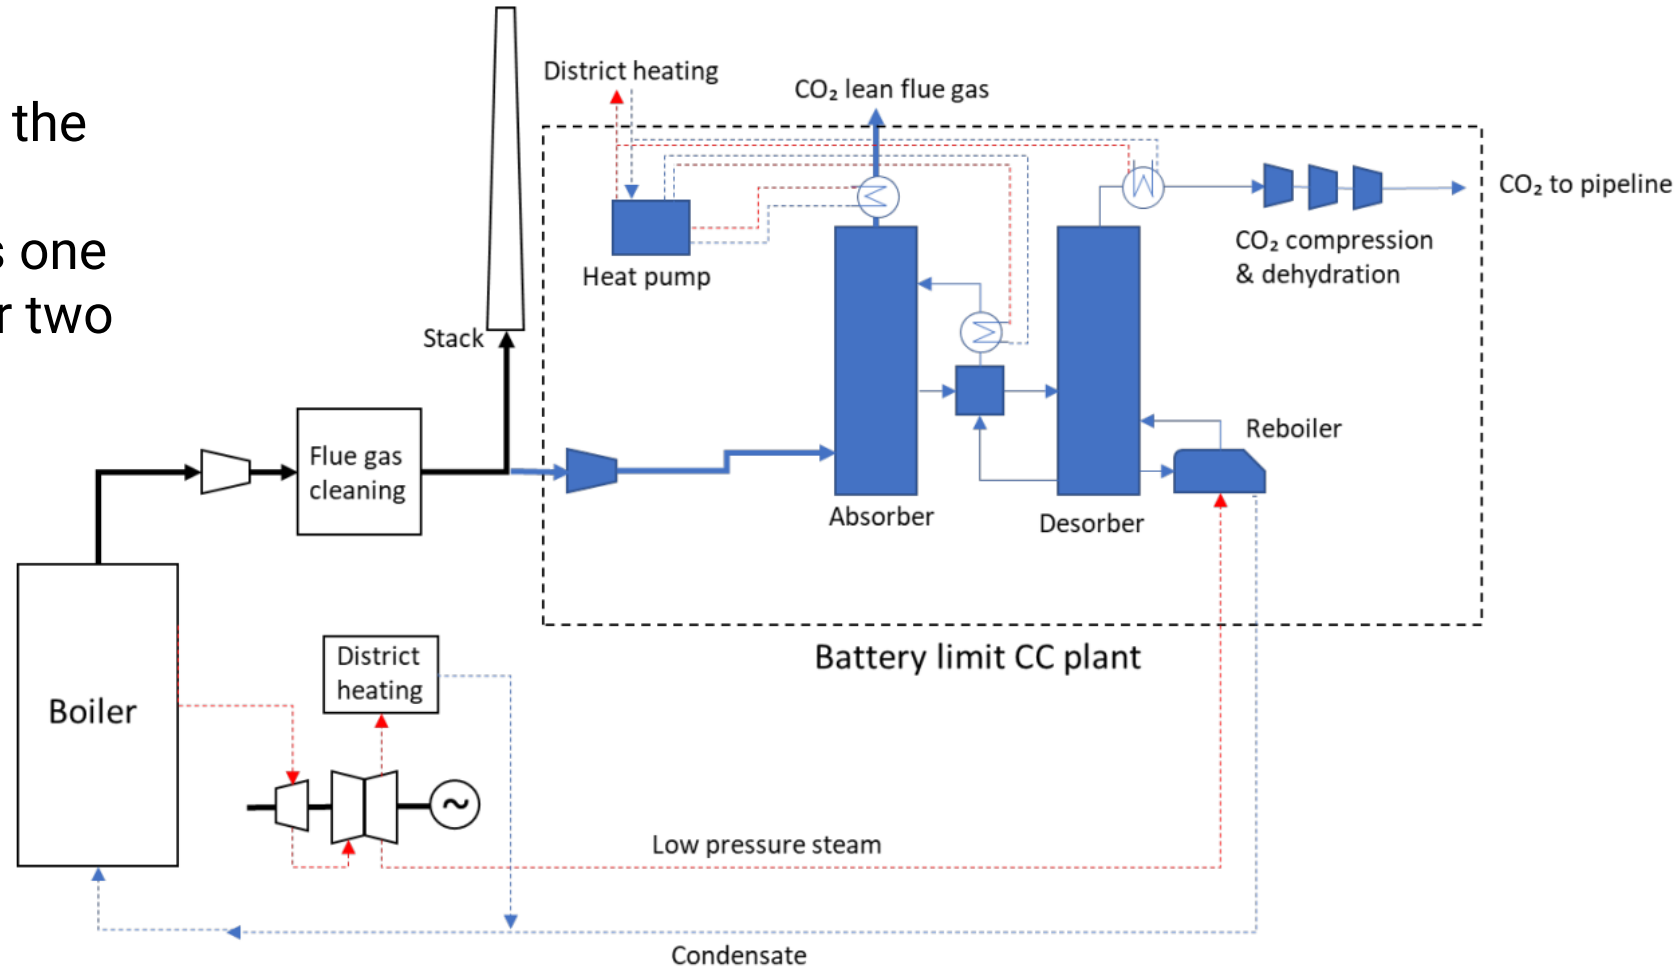 the
s one
r two
District heating
CO₂ lean flue gas
CO₂ to pipeline
CO₂ compression
& dehydration
Heat pump
Stack
Flue gas
cleaning
Reboiler
Absorber
Desorber
Battery limit CC plant
District
heating
Boiler
~
Low pressure steam
Condensate